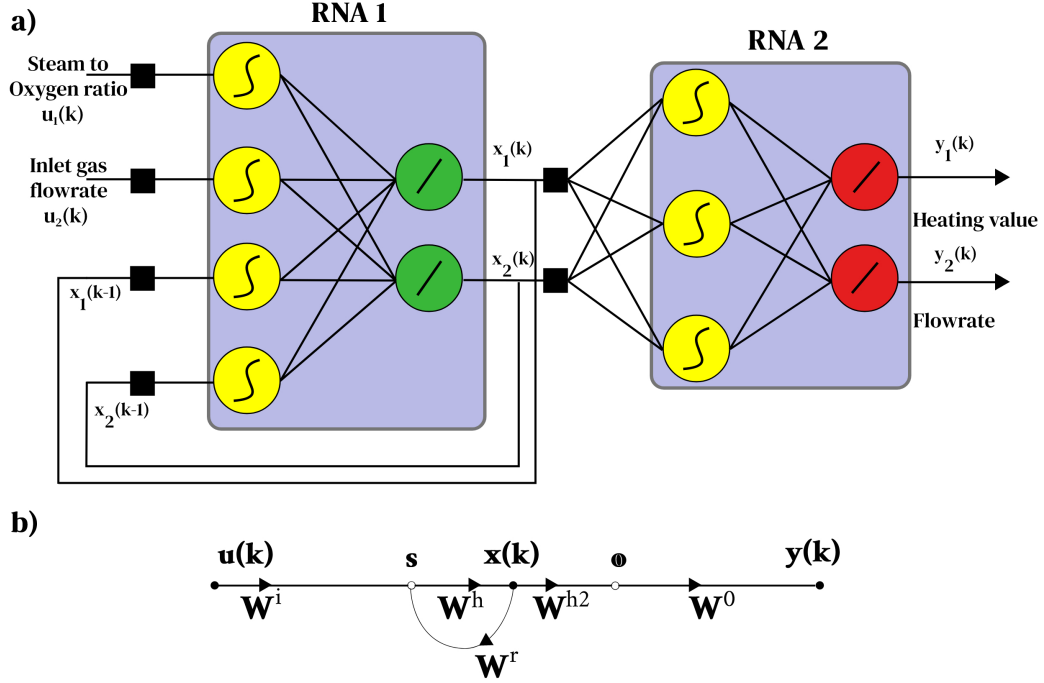 a)
RNA 1
RNA 2
Steam to
Oxygen ratio
u₁(k)
Inlet gas
flowrate
u₂(k)
x₁(k-1)
x₂(k-1)
x₁(k)
x₂(k)
y₁(k)
Heating value
y₂(k)
Flowrate
b)
u(k) s x(k) o y(k)
Wⁱ Wʰ Wʰ² W⁰
Wʳ